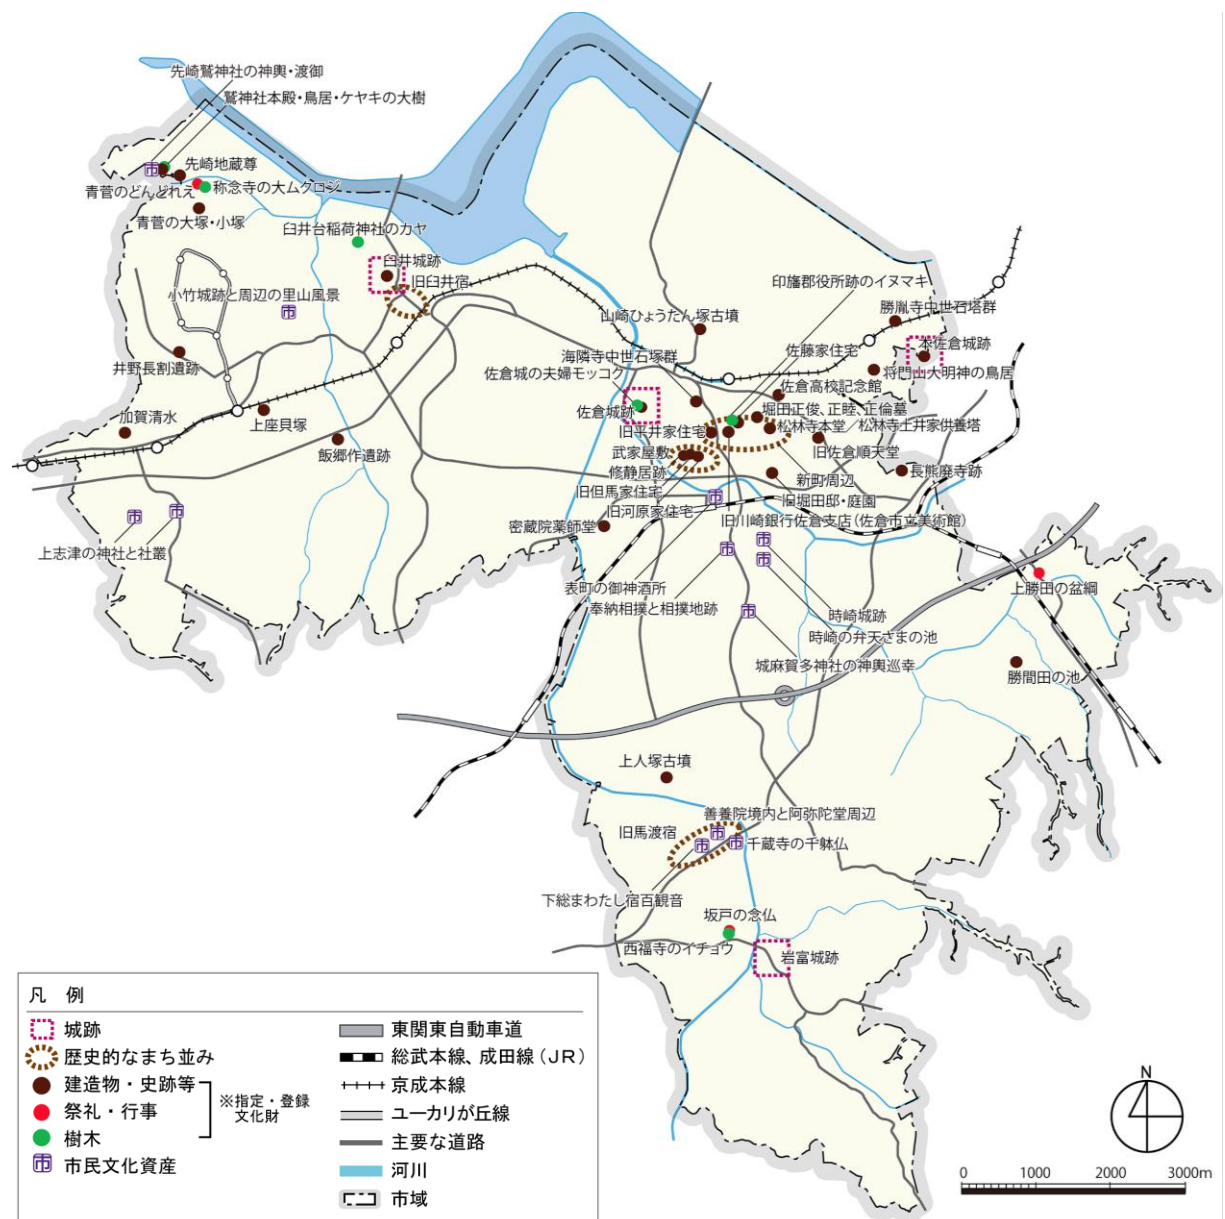 先崎鷲神社の神輿・渡御
鷲神社本殿・鳥居・ケヤキの大樹
先崎地蔵尊
青菅のどんどれえ
称念寺の大ムクロジ
青菅の大塚・小塚
臼井台稲荷神社のカヤ
臼井城跡
旧臼井宿
小竹城跡と周辺の里山風景
井野長割遺跡
加賀清水
上座貝塚
飯郷作遺跡
上志津の神社と社叢
印旛郡役所跡のイヌマキ
山崎ひょうたん塚古墳
勝胤寺中世石塔群
佐藤家住宅
本佐倉城跡
海隣寺中世石塚群
将門山大明神の鳥居
佐倉城の夫婦モッコク
佐倉高校記念館
佐倉城跡
堀田正俊、正睦、正倫墓
旧平井家住宅
松林寺本堂/松林寺土井家供養塔
武家屋敷
旧佐倉順天堂
修静居跡
新町周辺
長熊廃寺跡
旧但馬家住宅
旧堀田邸・庭園
旧河原家住宅
旧川崎銀行佐倉支店(佐倉市立美術館)
密蔵院薬師堂
表町の御神酒所
奉納相撲と相撲地跡
時崎城跡
上勝田の盆綱
時崎の弁天さまの池
城麻賀多神社の神輿巡幸
勝間田の池
上人塚古墳
善養院境内と阿弥陀堂周辺
旧馬渡宿
千蔵寺の千躰仏
下総まわたし宿百観音
坂戸の念仏
西福寺のイチョウ
岩富城跡
凡 例
城跡
歴史的なまち並み
建造物・史跡等
祭礼・行事
樹木
※指定・登録
文化財
市
市民文化資産
東関東自動車道
総武本線、成田線(JR)
京成本線
ユーカリが丘線
主要な道路
河川
市域
N
0 1000 2000 3000m